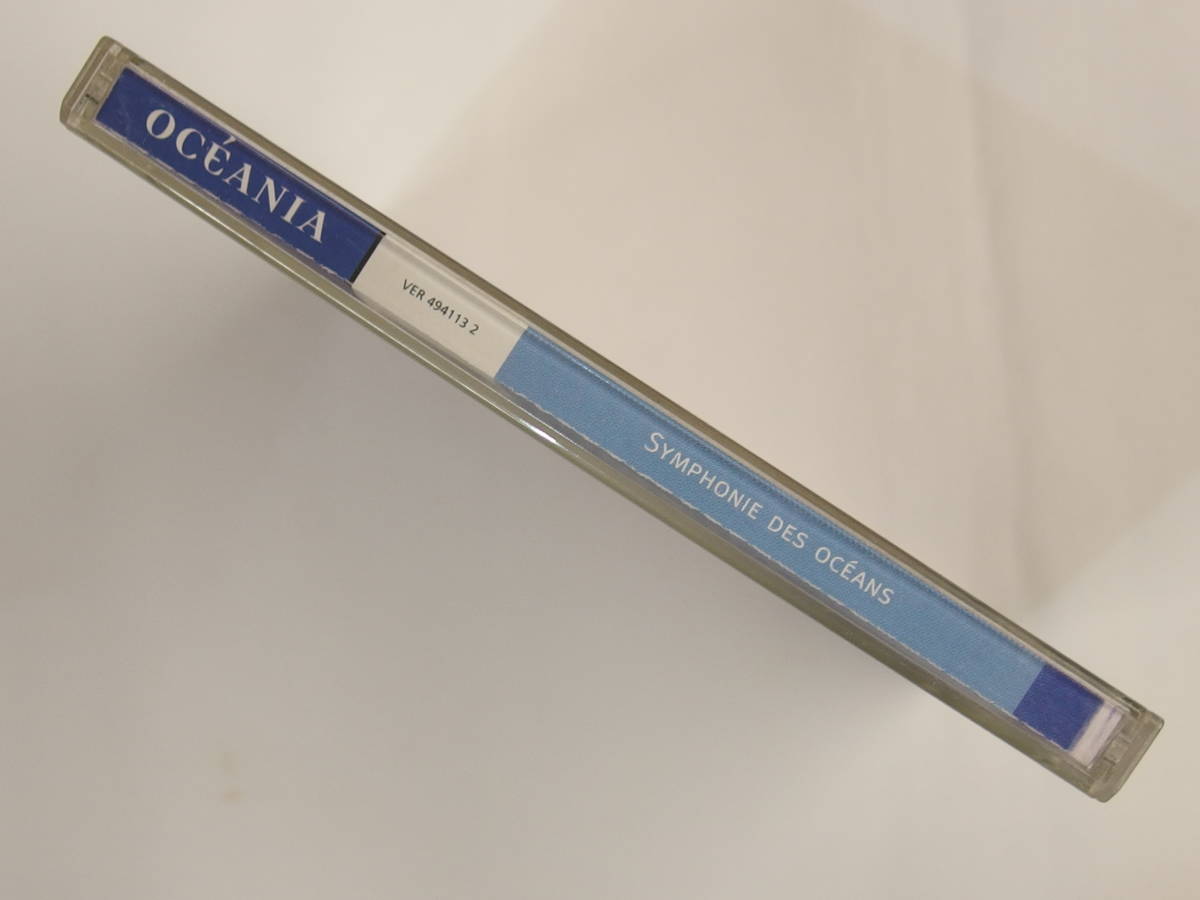 OCÉANIA
VER 494113 2
SYMPHONIE DES OCÉANS